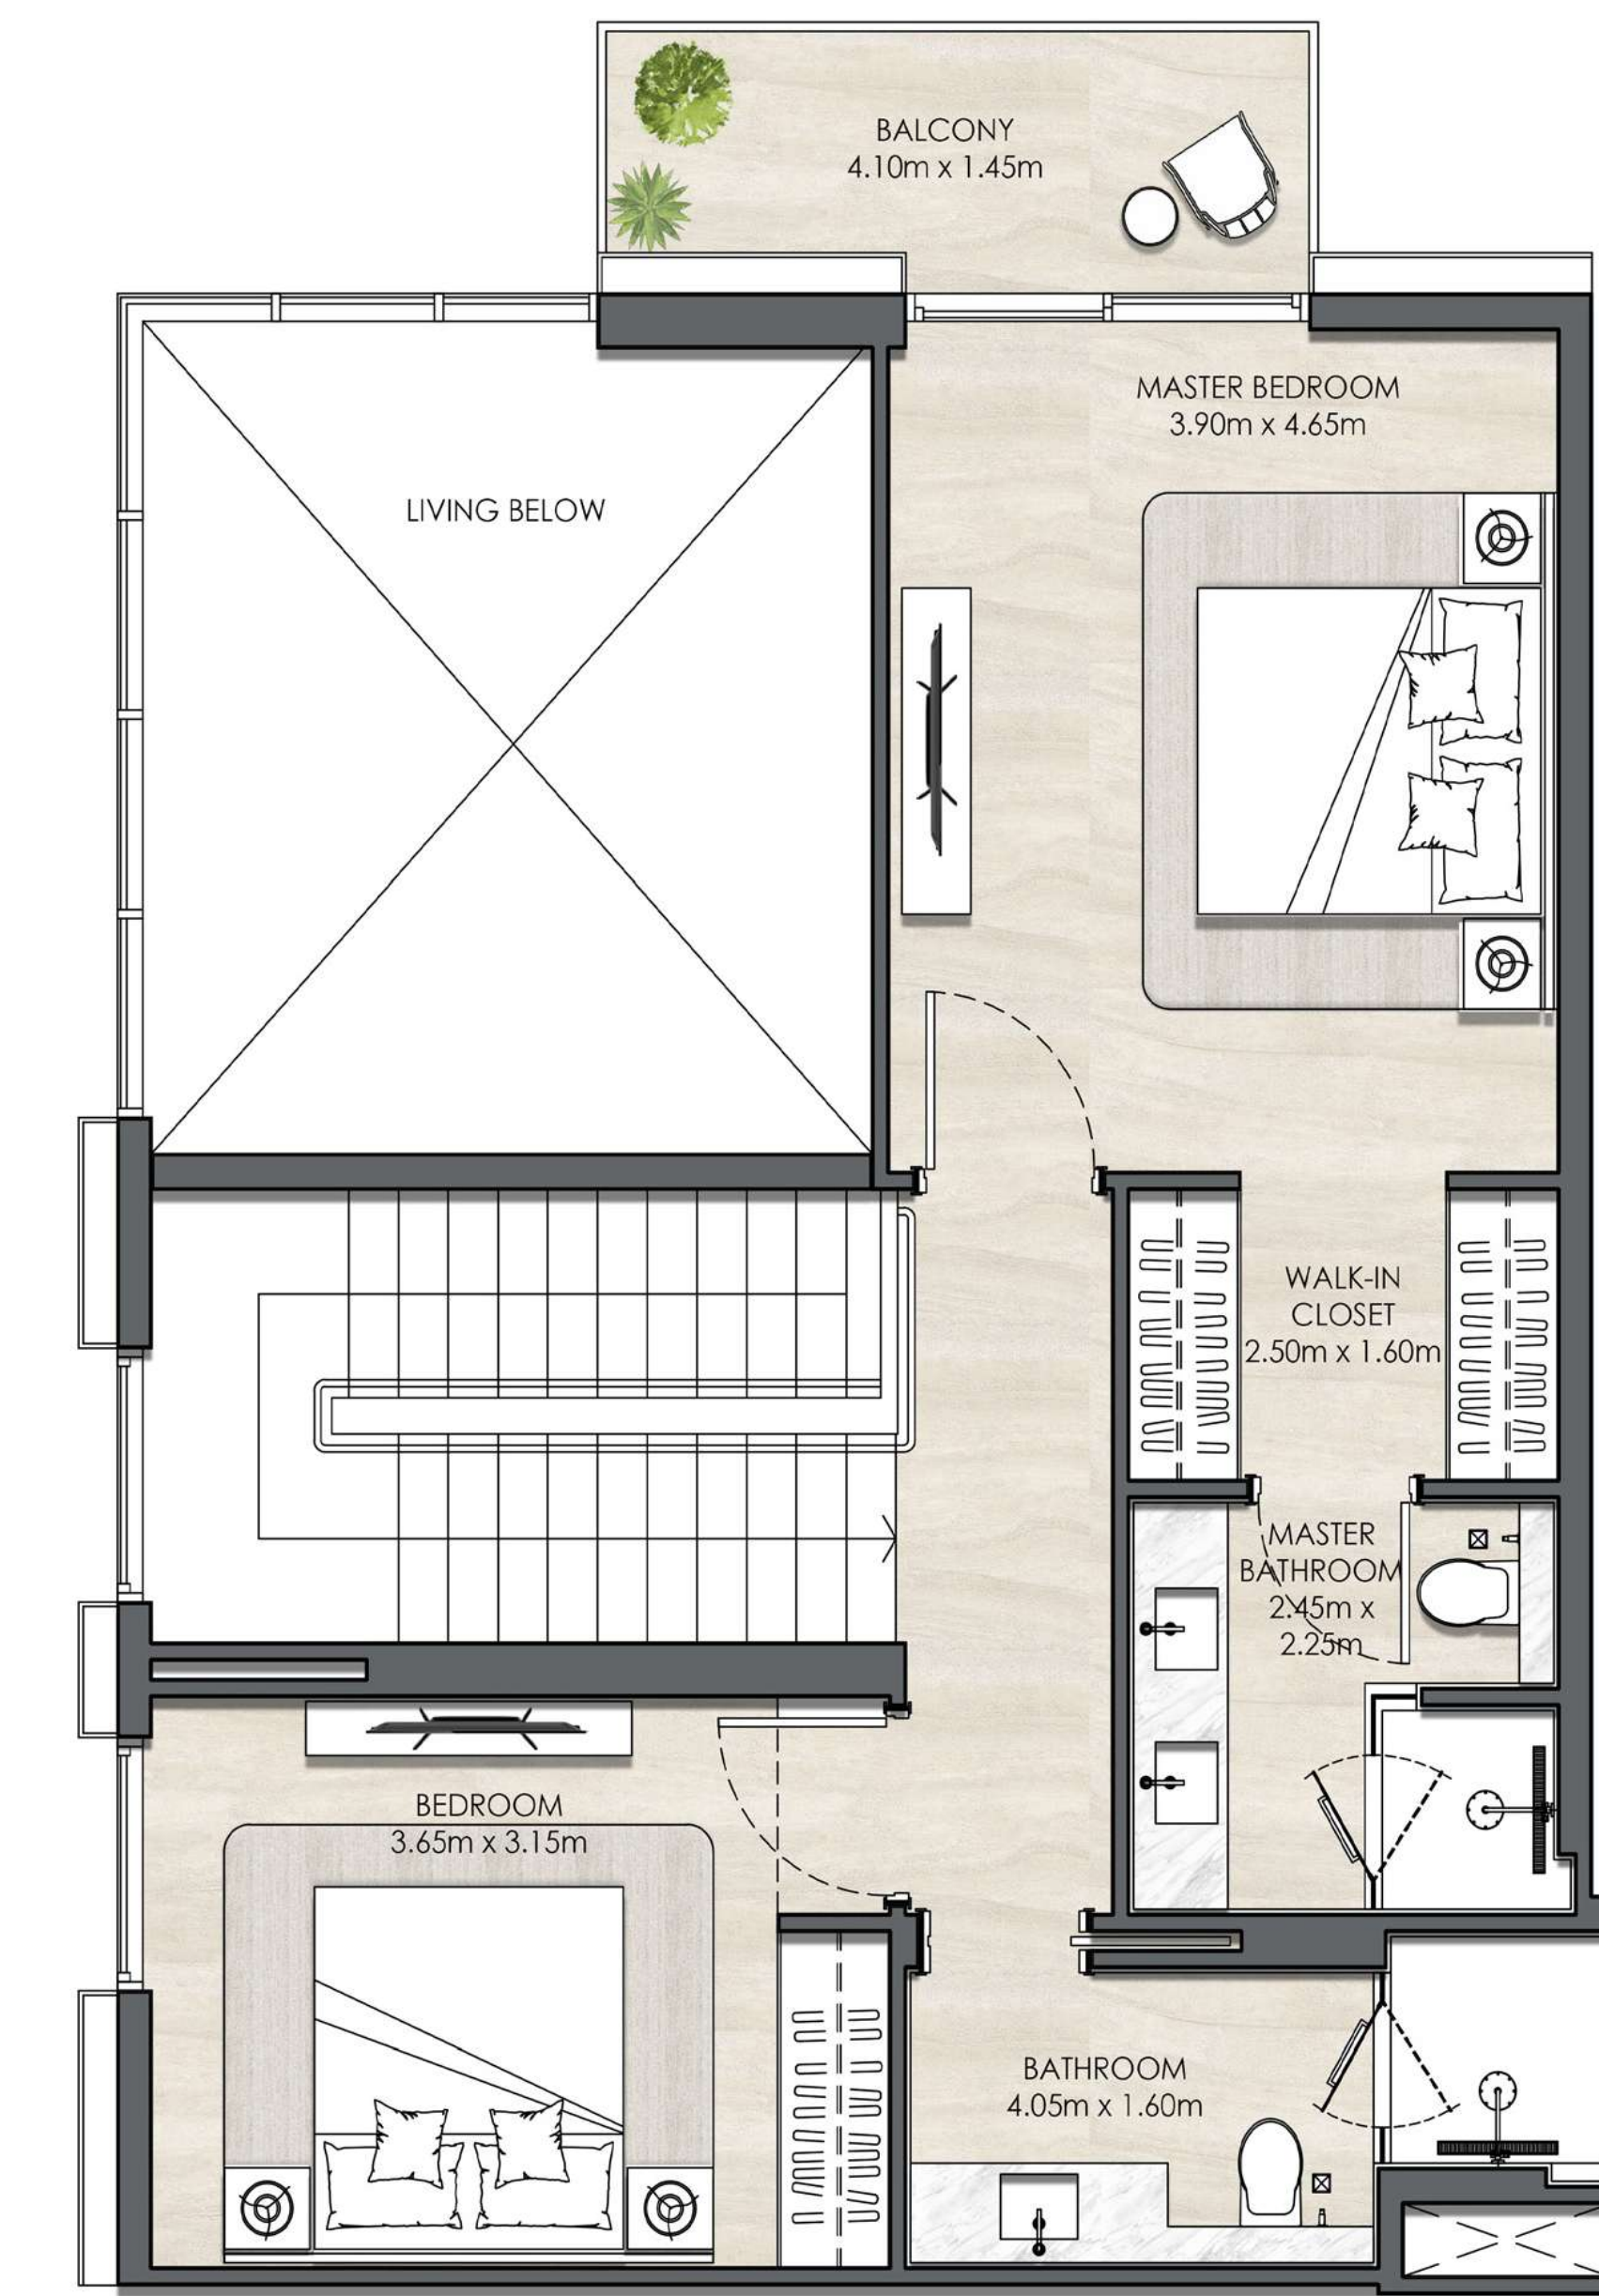 BALCONY
4.10m x 1.45m
MASTER BEDROOM
3.90m x 4.65m
LIVING BELOW
WALK-IN
CLOSET
2.50m x 1.60m
MASTER
BATHROOM
2.45m x
2.25m
BEDROOM
3.65m x 3.15m
BATHROOM
4.05m x 1.60m